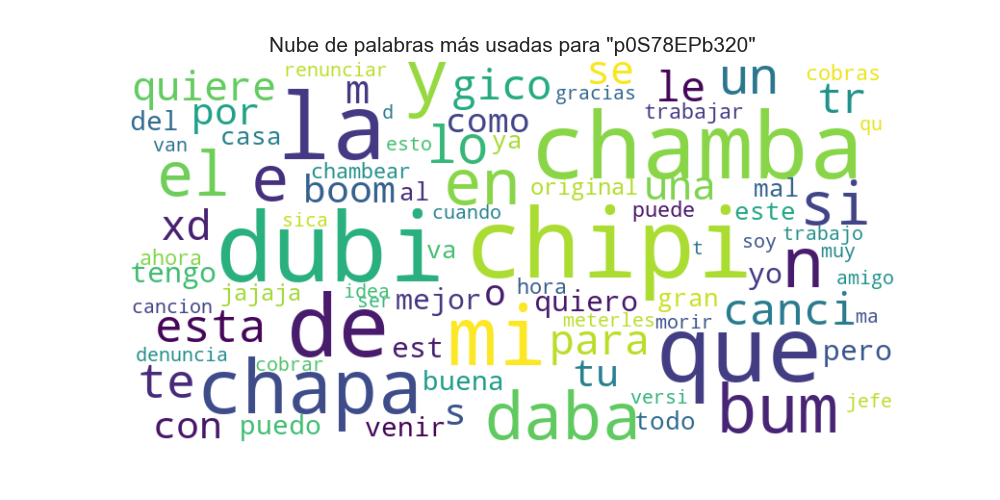 Nube de palabras más usadas para "p0S78EPb320"
quiere renunciar y gico se le un cobras
del por m d gracias trabajar tr qu
van casa la esto lo como ya chamba
el e chambear boom al en original una mal si
xd sica dubi cuando va chipi puede este soy trabajo
ahora t n muy
tengo jajaja idea ser mejor o hora quiero gran yo amigo
cancion esta de mi meterles morir canci ma
denuncia est para que pero
te chapa cobrar buena tu
con puedo venir s daba versi todo bum jefe